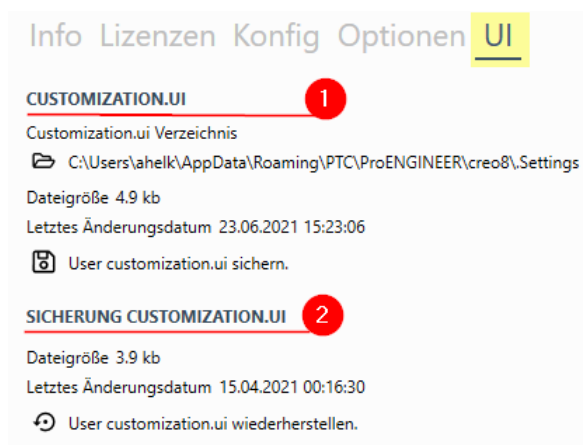 Info Lizenzen Konfig Optionen UI
CUSTOMIZATION.UI 1
Customization.ui Verzeichnis
C:\Users\ahelk\AppData\Roaming\PTC\ProENGINEER\creo8\.Settings
Dateigröße 4.9 kb
Letztes Änderungsdatum 23.06.2021 15:23:06
User customization.ui sichern.
SICHERUNG CUSTOMIZATION.UI 2
Dateigröße 3.9 kb
Letztes Änderungsdatum 15.04.2021 00:16:30
User customization.ui wiederherstellen.